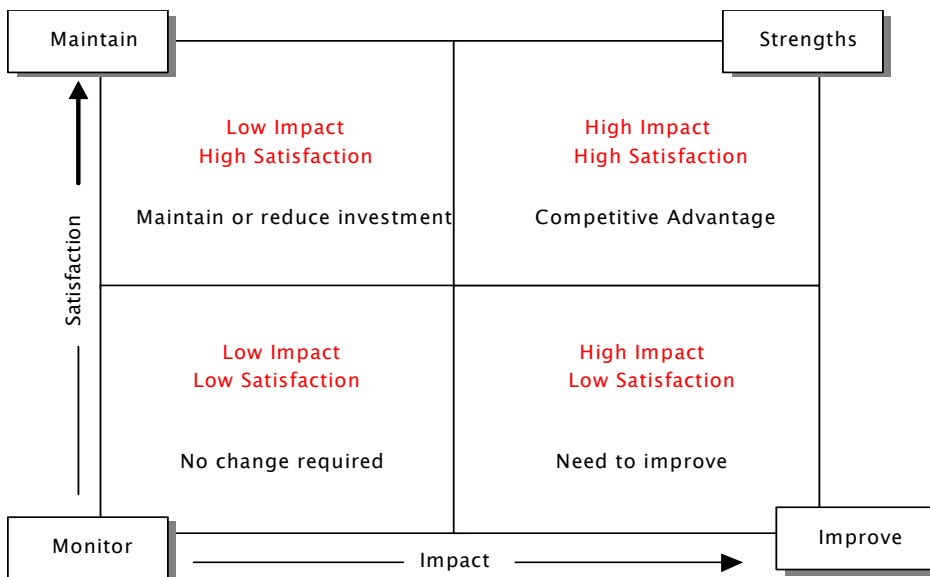 Maintain
Strengths
Low Impact
High Satisfaction
High Impact
High Satisfaction
Maintain or reduce investment
Competitive Advantage
Satisfaction
Low Impact
Low Satisfaction
High Impact
Low Satisfaction
No change required
Need to improve
Monitor
Impact
Improve